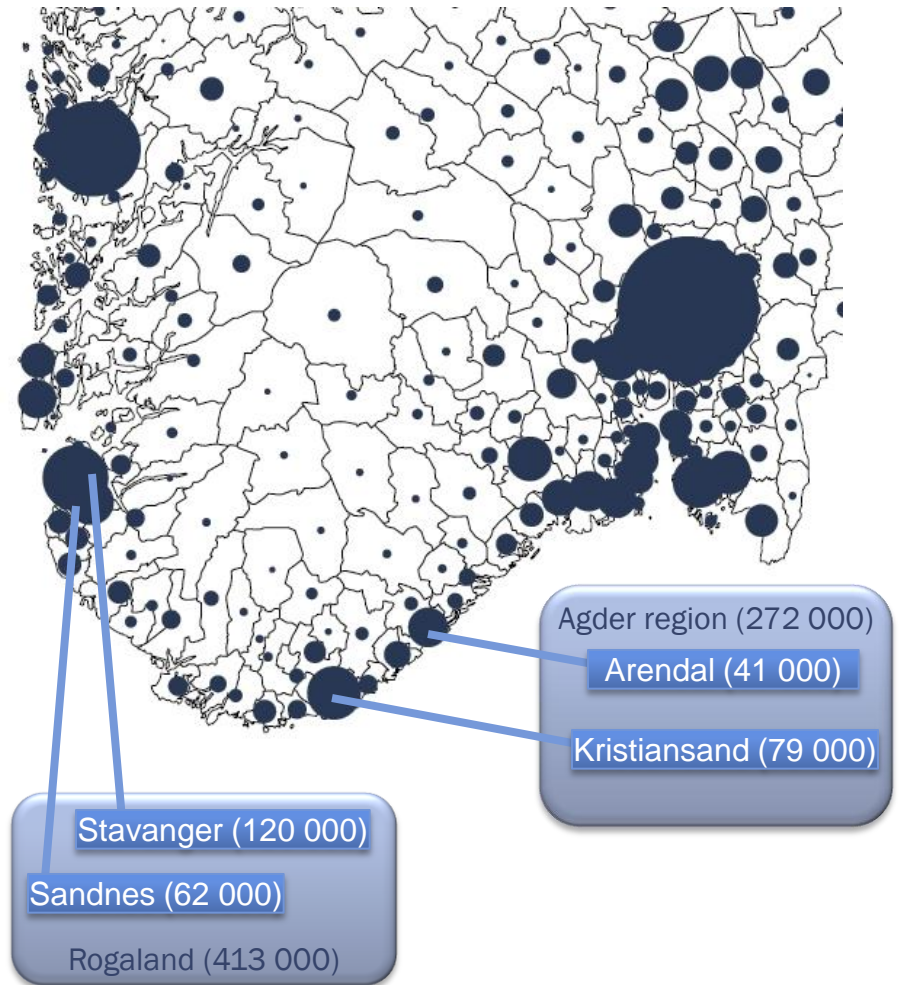 Agder region (272 000)
Arendal (41 000)
Kristiansand (79 000)
Stavanger (120 000)
Sandnes (62 000)
Rogaland (413 000)